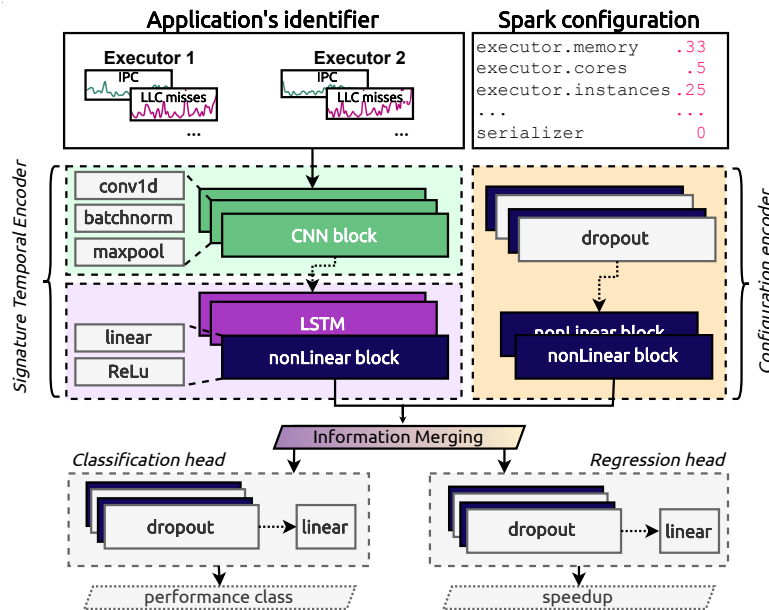 Application's identifier
Spark configuration
Executor 1
Executor 2
IPC
LLC misses
...
IPC
LLC misses
...
executor.memory .33
executor.cores .5
executor.instances .25
... ...
serializer 0
Signature Temporal Encoder
conv1d
batchnorm
maxpool
CNN block
LSTM
linear
ReLu
nonLinear block
dropout
nonLinear block
nonLinear block
Configuration encoder
Information Merging
Classification head
Regression head
dropout
linear
dropout
linear
performance class
speedup